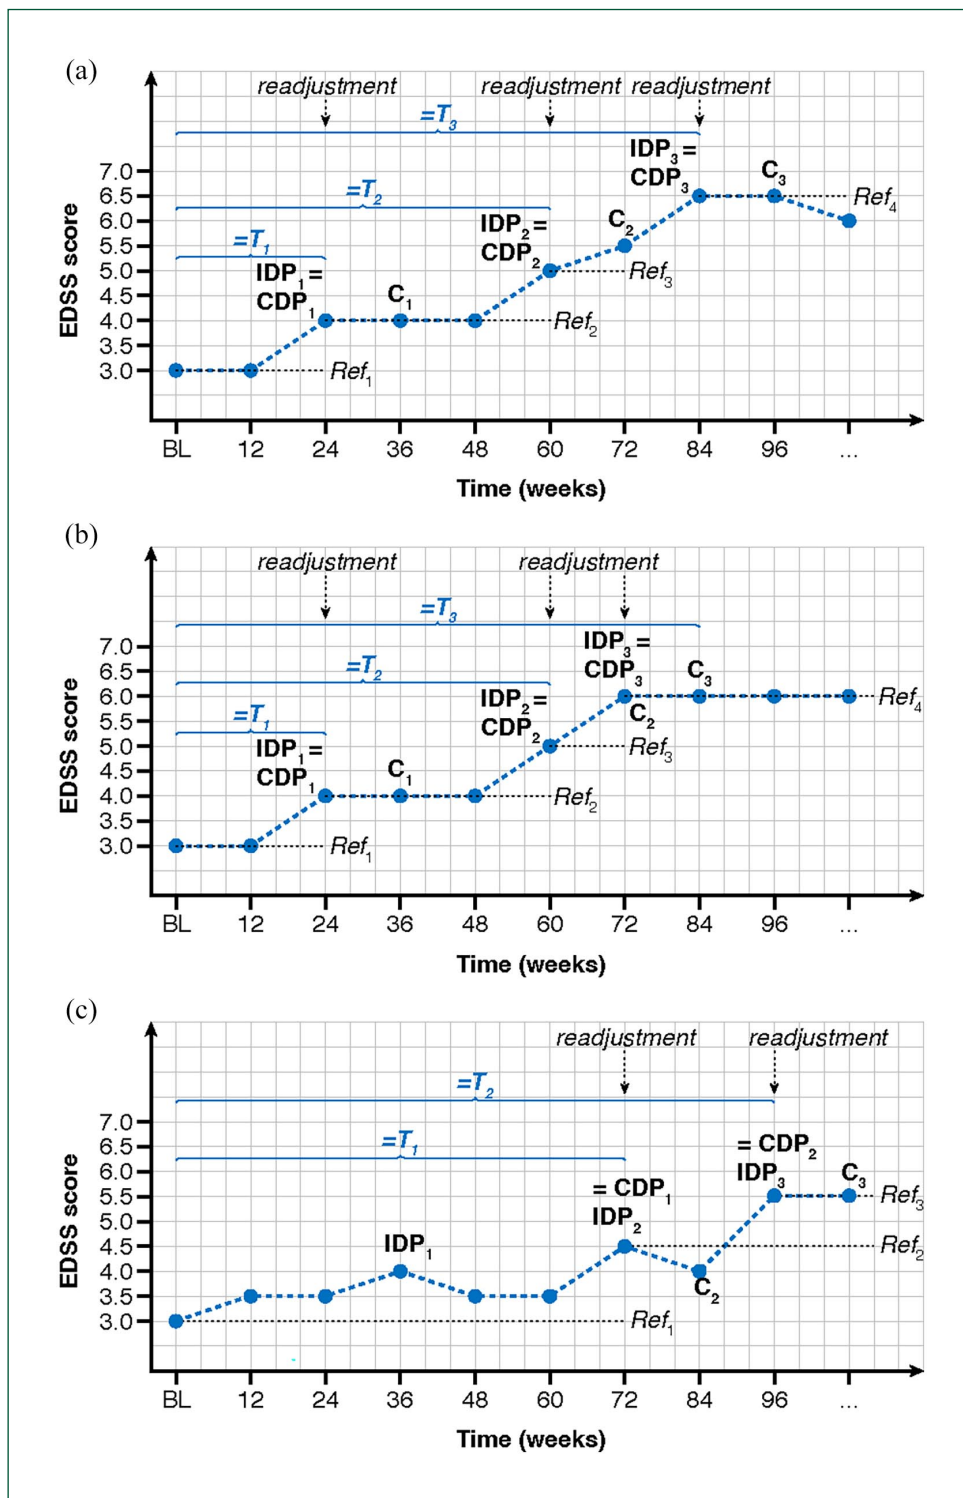 (a)
readjustment readjustment readjustment
=T3
IDP3 =
CDP3 C3
7.0
6.5 Ref4
=T2
6.0
IDP2 =
CDP2 C2
5.5
=T1
IDP1 =
CDP1 C1
5.0 Ref3
4.5
4.0 Ref2
3.5
3.0 Ref1
EDSS score
BL 12 24 36 48 60 72 84 96 ...
Time (weeks)
(b)
readjustment readjustment
=T3
IDP3 =
CDP3 C3
7.0
6.5
=T2
6.0 Ref4
IDP2 =
CDP2 C2
5.5
=T1
IDP1 =
CDP1 C1
5.0 Ref3
4.5
4.0 Ref2
3.5
3.0 Ref1
EDSS score
BL 12 24 36 48 60 72 84 96 ...
Time (weeks)
(c)
readjustment readjustment
=T2
7.0
=T1
= CDP2
IDP3 C3
6.5
6.0
= CDP1
IDP2
5.5 Ref3
5.0
IDP1
4.5 Ref2
4.0
C2
3.5
3.0 Ref1
EDSS score
BL 12 24 36 48 60 72 84 96 ...
Time (weeks)